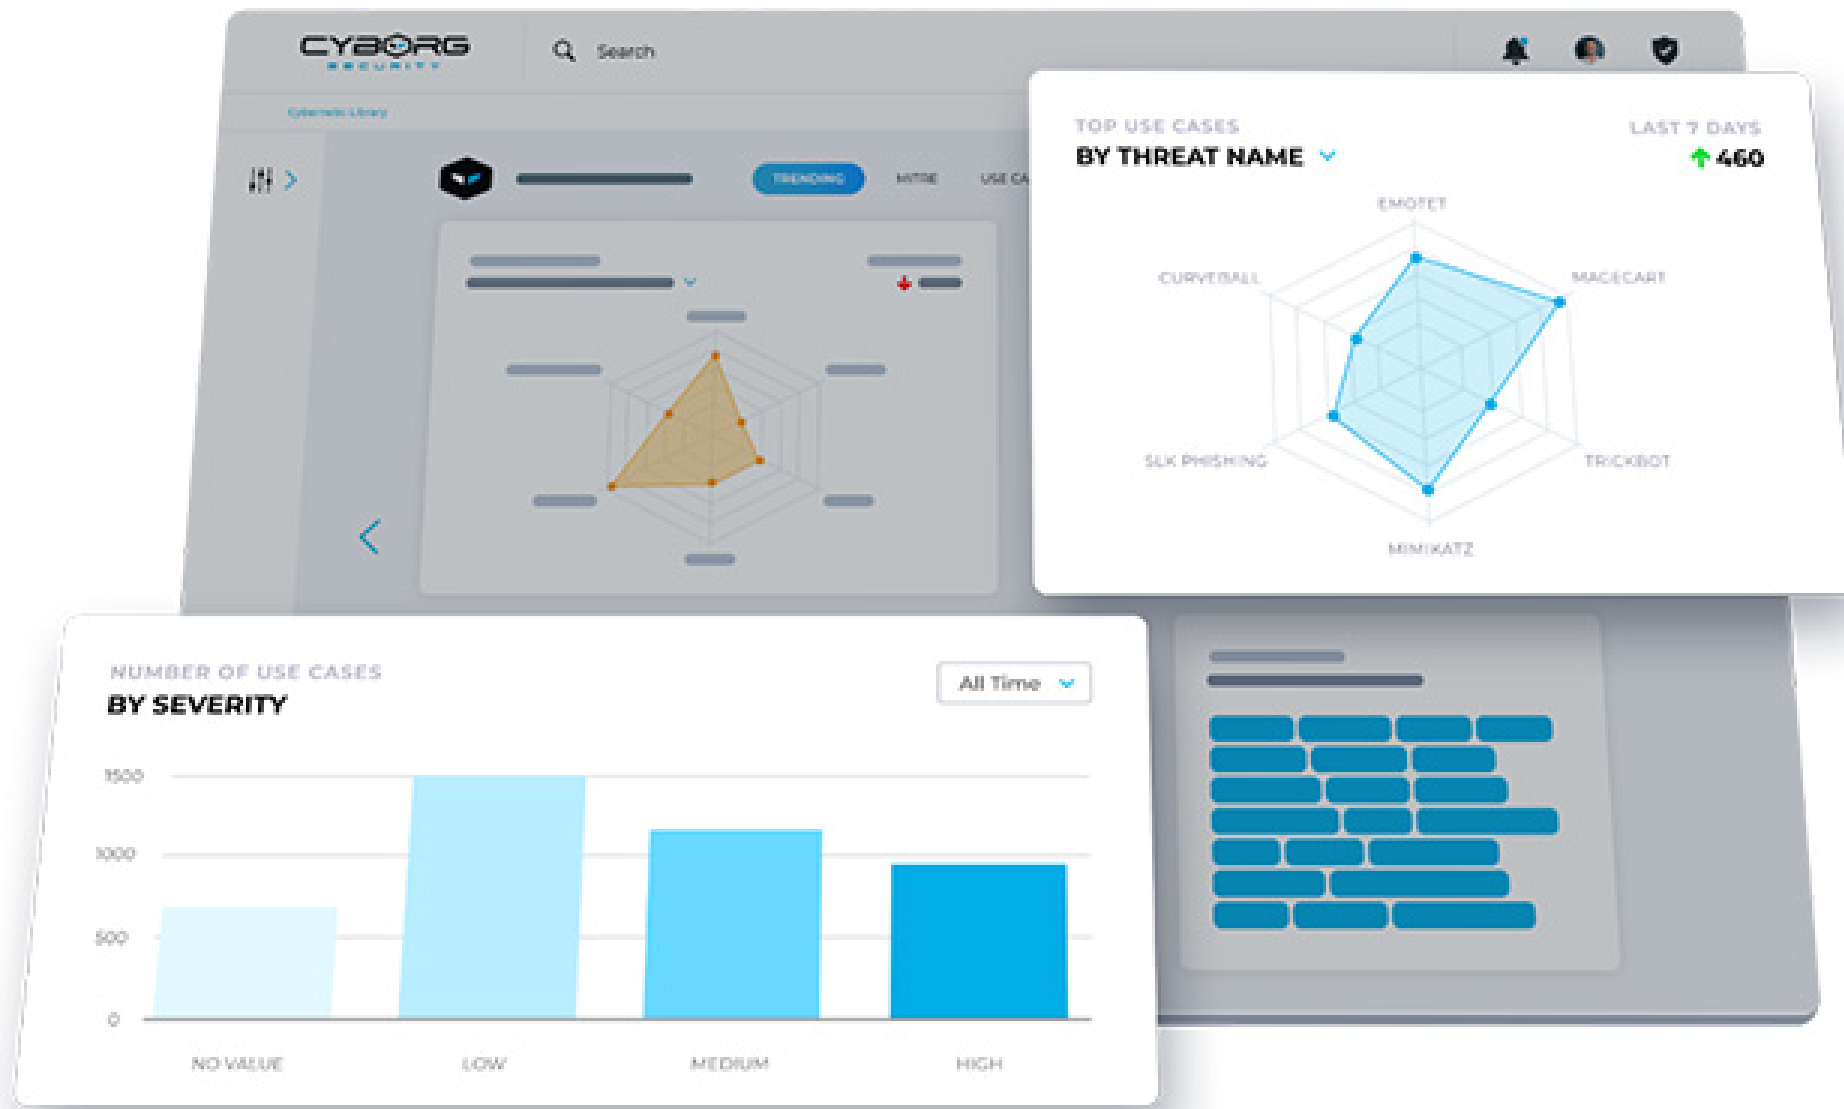 CYBORG
SECURITY
Search
Cybernetic Library
TRENDING
MITRE
USE CA
TOP USE CASES
BY THREAT NAME
LAST 7 DAYS
460
EMOTET
CURVEBALL
MAGECART
SLK PHISHING
TRICKBOT
MIMIKATZ
NUMBER OF USE CASES
BY SEVERITY
All Time
1500
1000
500
0
NO VALUE
LOW
MEDIUM
HIGH